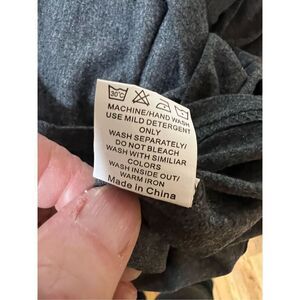 30°C
MACHINE/HAND WASH
USE MILD DETERGENT
ONLY
WASH SEPARATELY/
DO NOT BLEACH
WASH WITH SIMILIAR
COLORS
WASH INSIDE OUT/
WARM IRON
Made in China